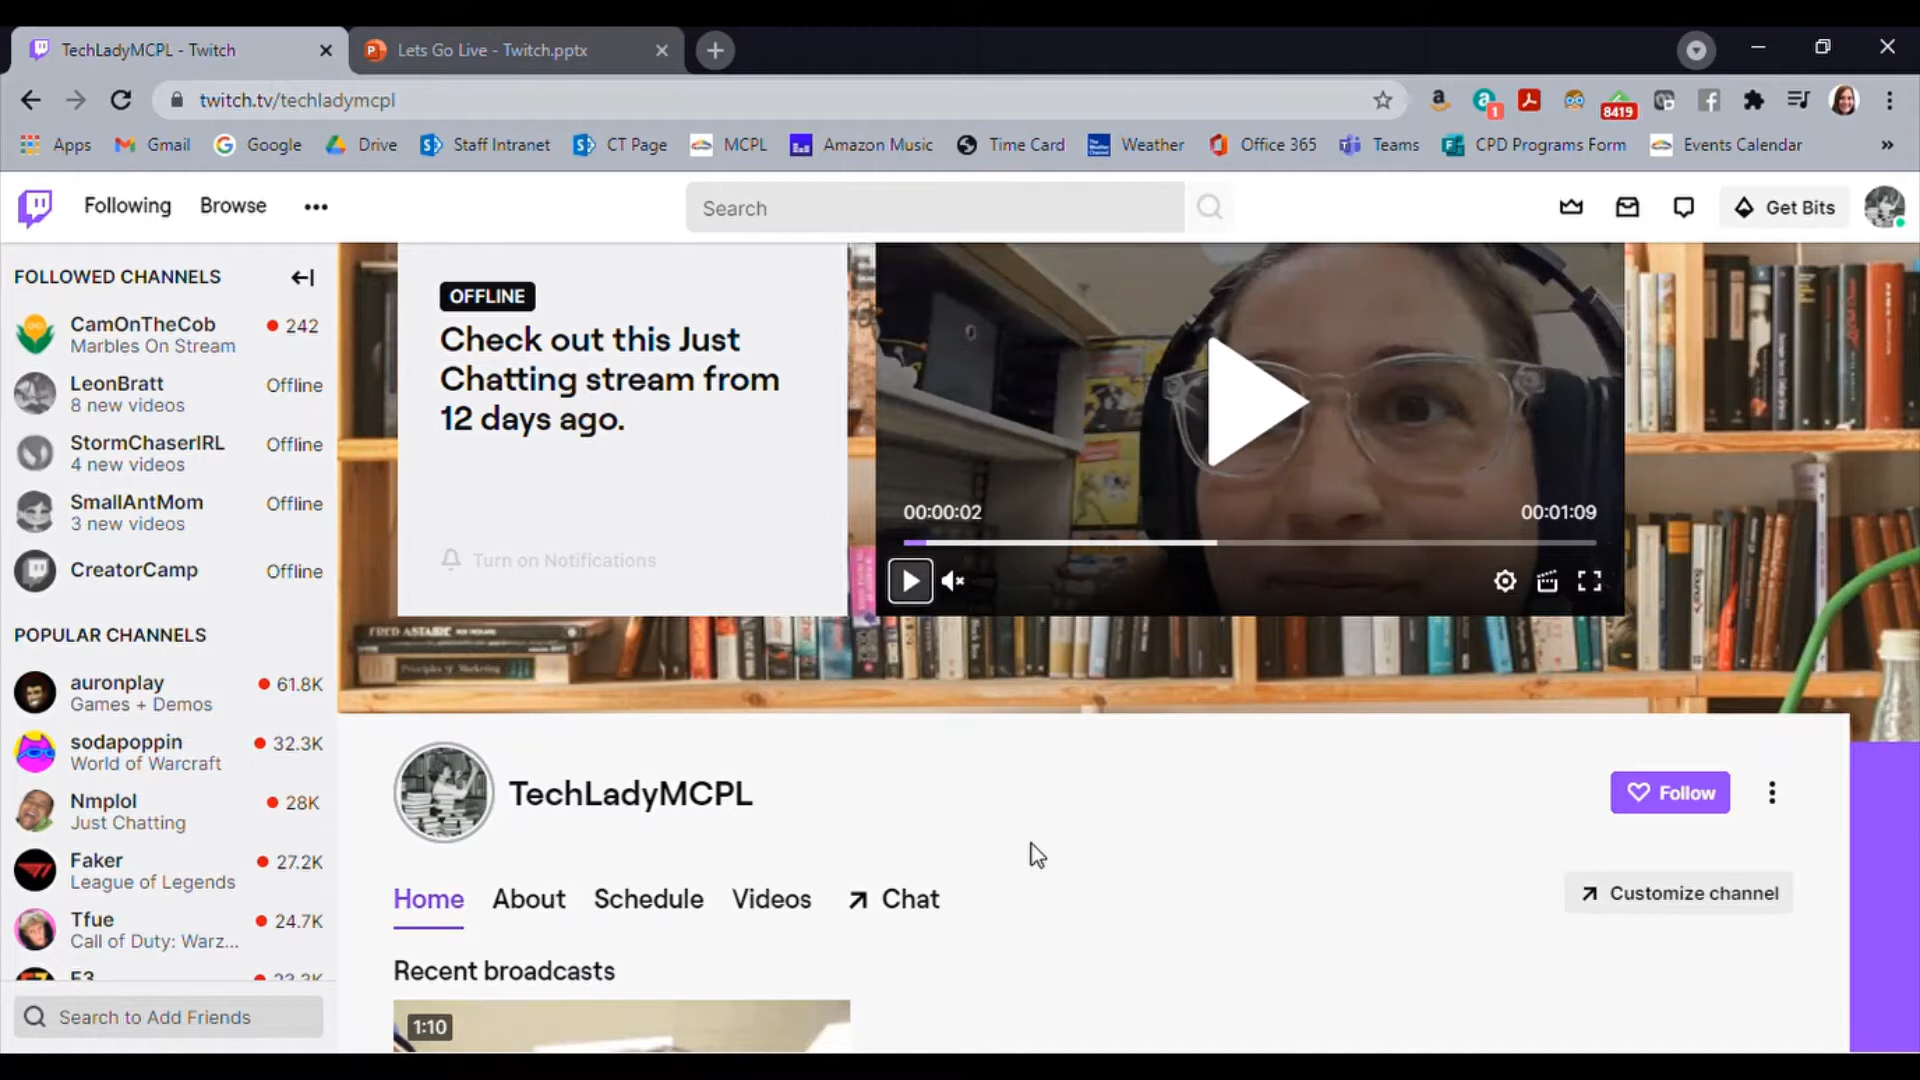 TechLadyMCPL - Twitch
Lets Go Live - Twitch.pptx
twitch.tv/techladymcpl
1
8419
Apps
Gmail
Google
Drive
Staff Intranet
CT Page
MCPL
Amazon Music
Time Card
Weather
Office 365
Teams
CPD Programs Form
Events Calendar
Following
Browse
Search
Get Bits
FOLLOWED CHANNELS
CamOnTheCob
242
Marbles On Stream
LeonBratt
Offline
8 new videos
StormChaserIRL
Offline
4 new videos
SmallAntMom
Offline
3 new videos
CreatorCamp
Offline
POPULAR CHANNELS
auronplay
61.8K
Games + Demos
sodapoppin
32.3K
World of Warcraft
Nmplol
28K
Just Chatting
Faker
27.2K
League of Legends
Tfue
24.7K
Call of Duty: Warz...
Search to Add Friends
OFFLINE
Check out this Just
Chatting stream from
12 days ago.
Turn on Notifications
00:00:02
00:01:09
FRED ASTAIRE
Principles of Marketing
TechLadyMCPL
Follow
Home
About
Schedule
Videos
Chat
Customize channel
Recent broadcasts
1:10